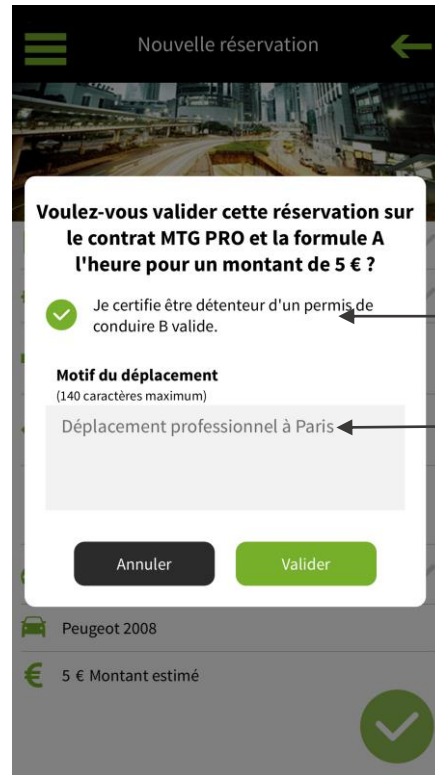 Nouvelle réservation
Voulez-vous valider cette réservation sur
le contrat MTG PRO et la formule A
l'heure pour un montant de 5 € ?
Je certifie être détenteur d'un permis de
conduire B valide.
Motif du déplacement
(140 caractères maximum)
Déplacement professionnel à Paris
Annuler
Valider
Peugeot 2008
€ 5 € Montant estimé